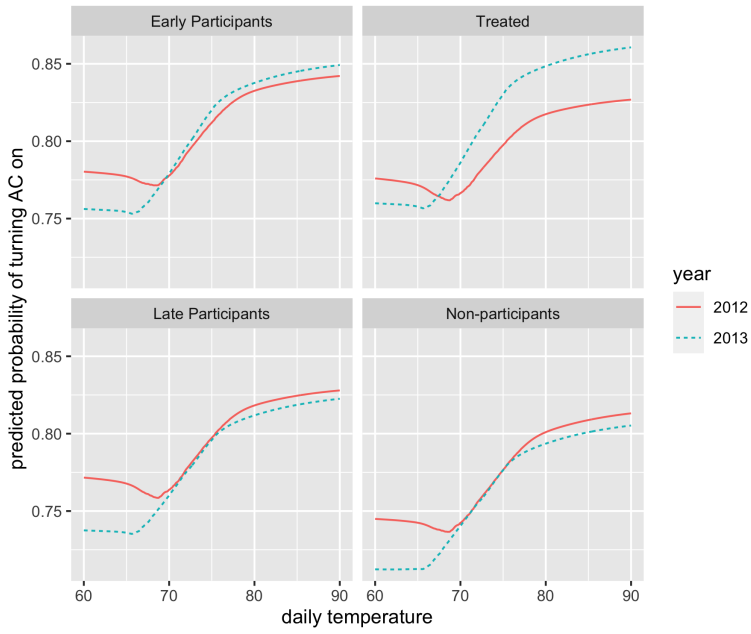 Early Participants
Treated
0.85
0.80
0.75
predicted probability of turning AC on
Late Participants
Non-participants
0.85
0.80
0.75
60 70 80 90
60 70 80 90
daily temperature
year
2012
2013